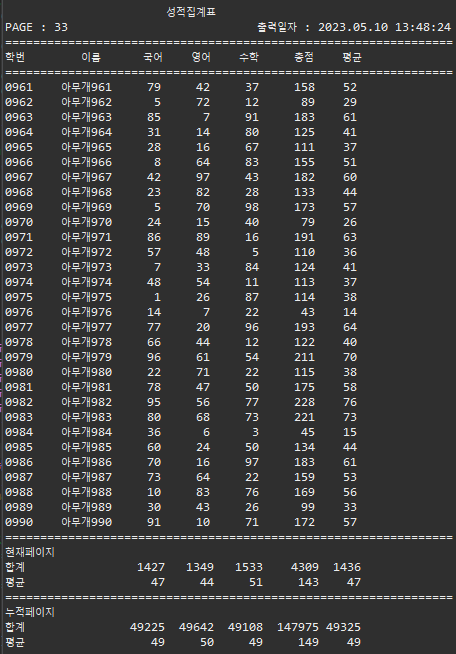 성적집계표
PAGE : 33 출력일자 : 2023.05.10 13:48:24
================================================================
학번 이름 국어 영어 수학 총점 평균
================================================================
0961 아무개961 79 42 37 158 52
0962 아무개962 5 72 12 89 29
0963 아무개963 85 7 91 183 61
0964 아무개964 31 14 80 125 41
0965 아무개965 28 16 67 111 37
0966 아무개966 8 64 83 155 51
0967 아무개967 42 97 43 182 60
0968 아무개968 23 82 28 133 44
0969 아무개969 5 70 98 173 57
0970 아무개970 24 15 40 79 26
0971 아무개971 86 89 16 191 63
0972 아무개972 57 48 5 110 36
0973 아무개973 7 33 84 124 41
0974 아무개974 48 54 11 113 37
0975 아무개975 1 26 87 114 38
0976 아무개976 14 7 22 43 14
0977 아무개977 77 20 96 193 64
0978 아무개978 66 44 12 122 40
0979 아무개979 96 61 54 211 70
0980 아무개980 22 71 22 115 38
0981 아무개981 78 47 50 175 58
0982 아무개982 95 56 77 228 76
0983 아무개983 80 68 73 221 73
0984 아무개984 36 6 3 45 15
0985 아무개985 60 24 50 134 44
0986 아무개986 70 16 97 183 61
0987 아무개987 73 64 22 159 53
0988 아무개988 10 83 76 169 56
0989 아무개989 30 43 26 99 33
0990 아무개990 91 10 71 172 57
================================================================
현재페이지
합계 1427 1349 1533 4309 1436
평균 47 44 51 143 47
================================================================
누적페이지
합계 49225 49642 49108 147975 49325
평균 49 50 49 149 49